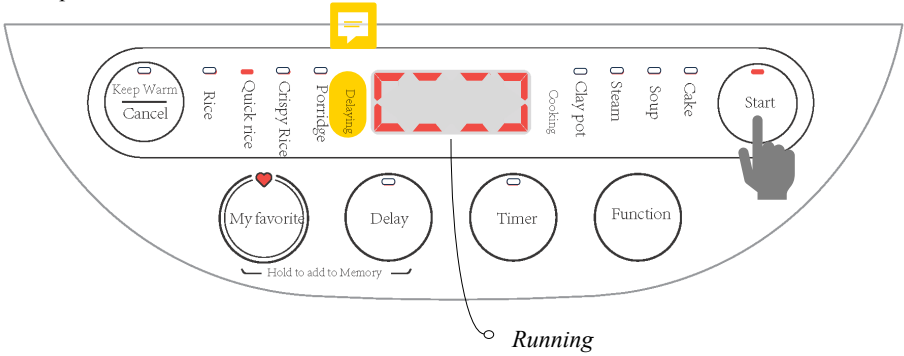 Keep Warm
Cancel
Rice
Quick rice
Crispy Rice
Porridge
Delaying
Cooking
Clay pot
Steam
Soup
Cake
Start
My favorite
Delay
Timer
Function
Hold to add to Memory
Running